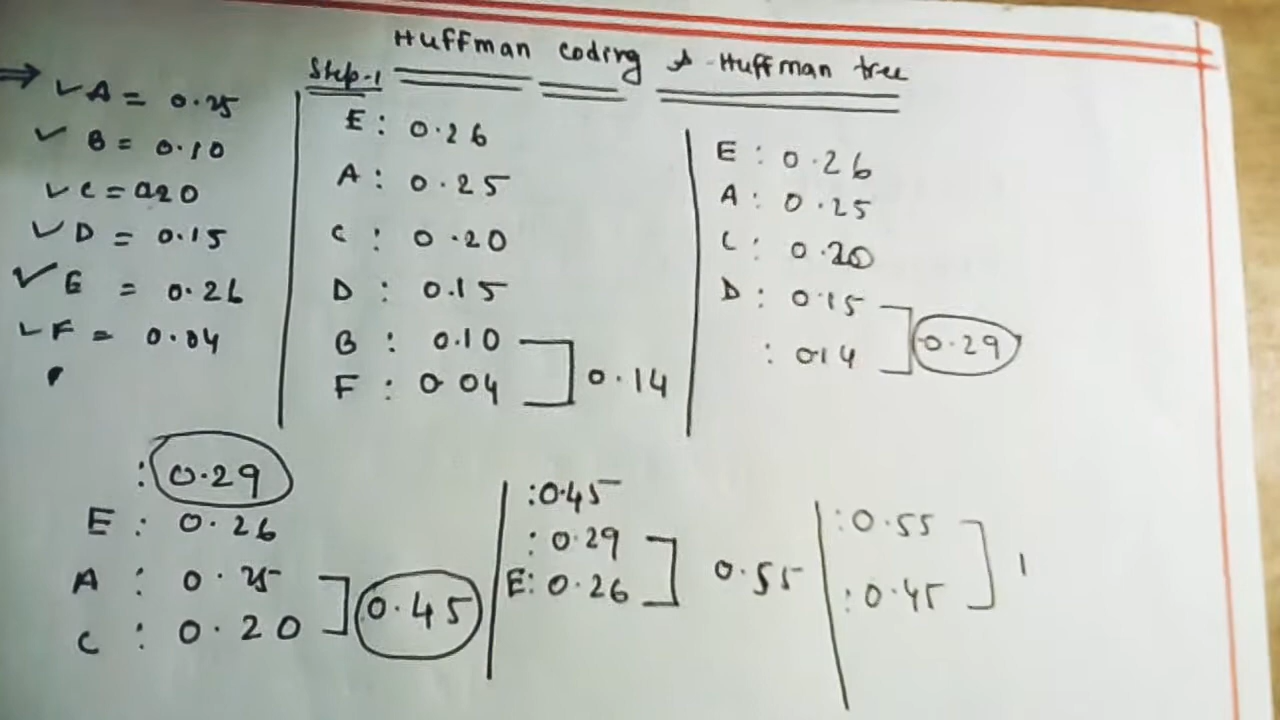 Huffman coding & Huffman tree
⇒ ✓ A = 0.25
✓ B = 0.10
✓ C = 0.20
✓ D = 0.15
✓ E = 0.26
✓ F = 0.04
Step-1
E : 0.26
A : 0.25
C : 0.20
D : 0.15
B : 0.10
F : 0.04
0.14
E : 0.26
A : 0.25
C : 0.20
D : 0.15
: 0.14
0.29
: 0.29
E : 0.26
A : 0.25
C : 0.20
0.45
: 0.45
: 0.29
E : 0.26
0.55
: 0.55
: 0.45
1